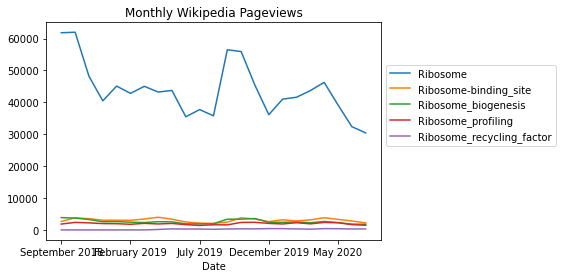 Monthly Wikipedia Pageviews
60000
50000
40000
30000
20000
10000
0
September 2018
February 2019
July 2019
December 2019
May 2020
Date
Ribosome
Ribosome-binding_site
Ribosome_biogenesis
Ribosome_profiling
Ribosome_recycling_factor